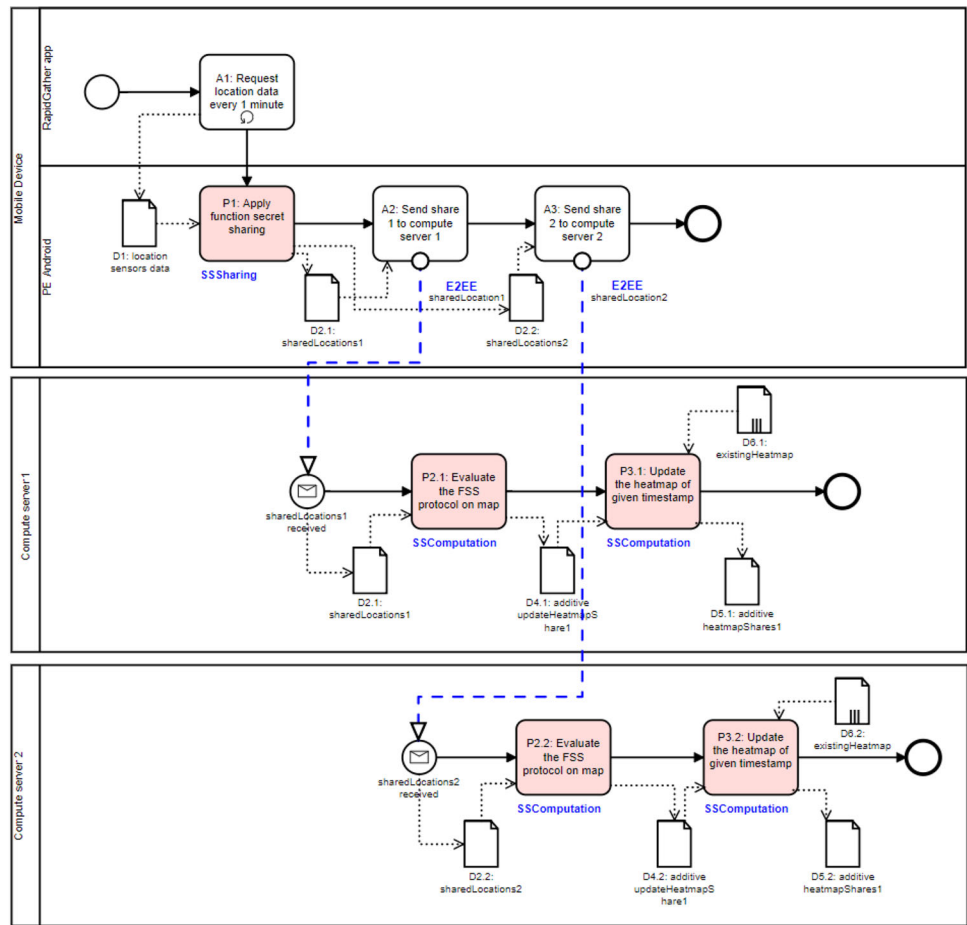 Mobile Device
RapidGather app
A1: Request
location data
every 1 minute
PE Android
D1: location
sensors data
P1: Apply
function secret
sharing
SSSharing
D2.1:
sharedLocations1
A2: Send share
1 to compute
server 1
E2EE
sharedLocation1
D2.2:
sharedLocations2
A3: Send share
2 to compute
server 2
E2EE
sharedLocation2
Compute server 1
sharedLocations1
received
D2.1:
sharedLocations1
P2.1: Evaluate
the FSS
protocol on map
SSComputation
D4.1: additive
updateHeatmapS
hare1
P3.1: Update
the heatmap of
given timestamp
SSComputation
D6.1:
existingHeatmap
D5.1: additive
heatmapShares1
Compute server 2
sharedLocations2
received
D2.2:
sharedLocations2
P2.2: Evaluate
the FSS
protocol on map
SSComputation
D4.2: additive
updateHeatmapS
hare1
P3.2: Update
the heatmap of
given timestamp
SSComputation
D6.2:
existingHeatmap
D5.2: additive
heatmapShares1